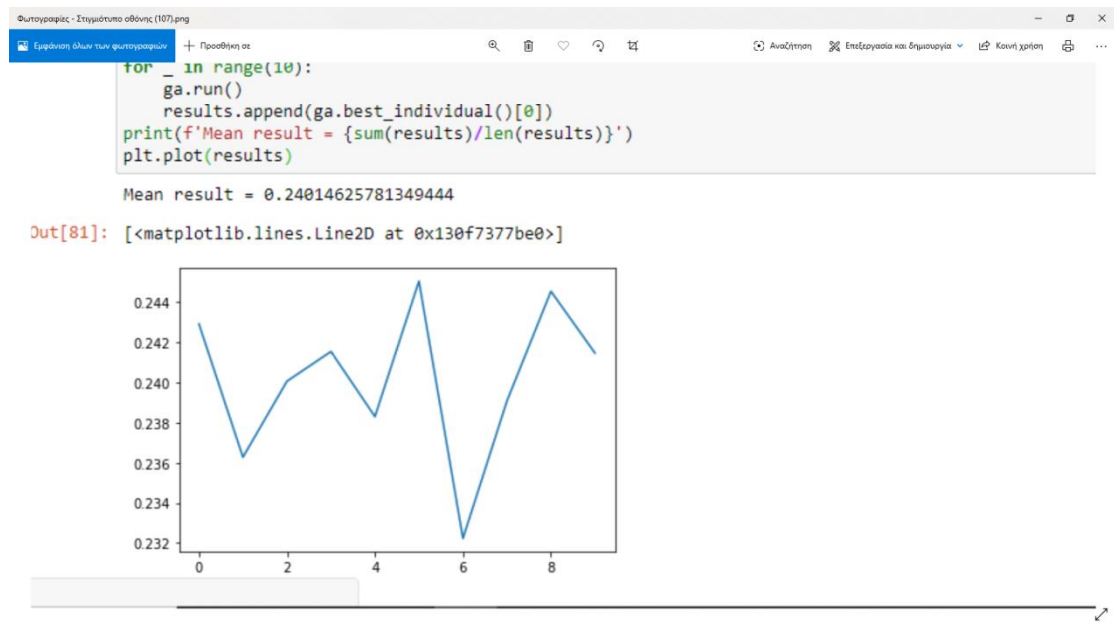 Φωτογραφίες - Στιγμιότυπο οθόνης (107).png
Εμφάνιση όλων των φωτογραφιών
Προσθήκη σε
Αναζήτηση
Επεξεργασία και δημιουργία
Κοινή χρήση
for _ in range(10):
ga.run()
results.append(ga.best_individual()[0])
print(f'Mean result = {sum(results)/len(results)}')
plt.plot(results)
Mean result = 0.24014625781349444
Out[81]: [<matplotlib.lines.Line2D at 0x130f7377be0>]
0.244
0.242
0.240
0.238
0.236
0.234
0.232
0 2 4 6 8